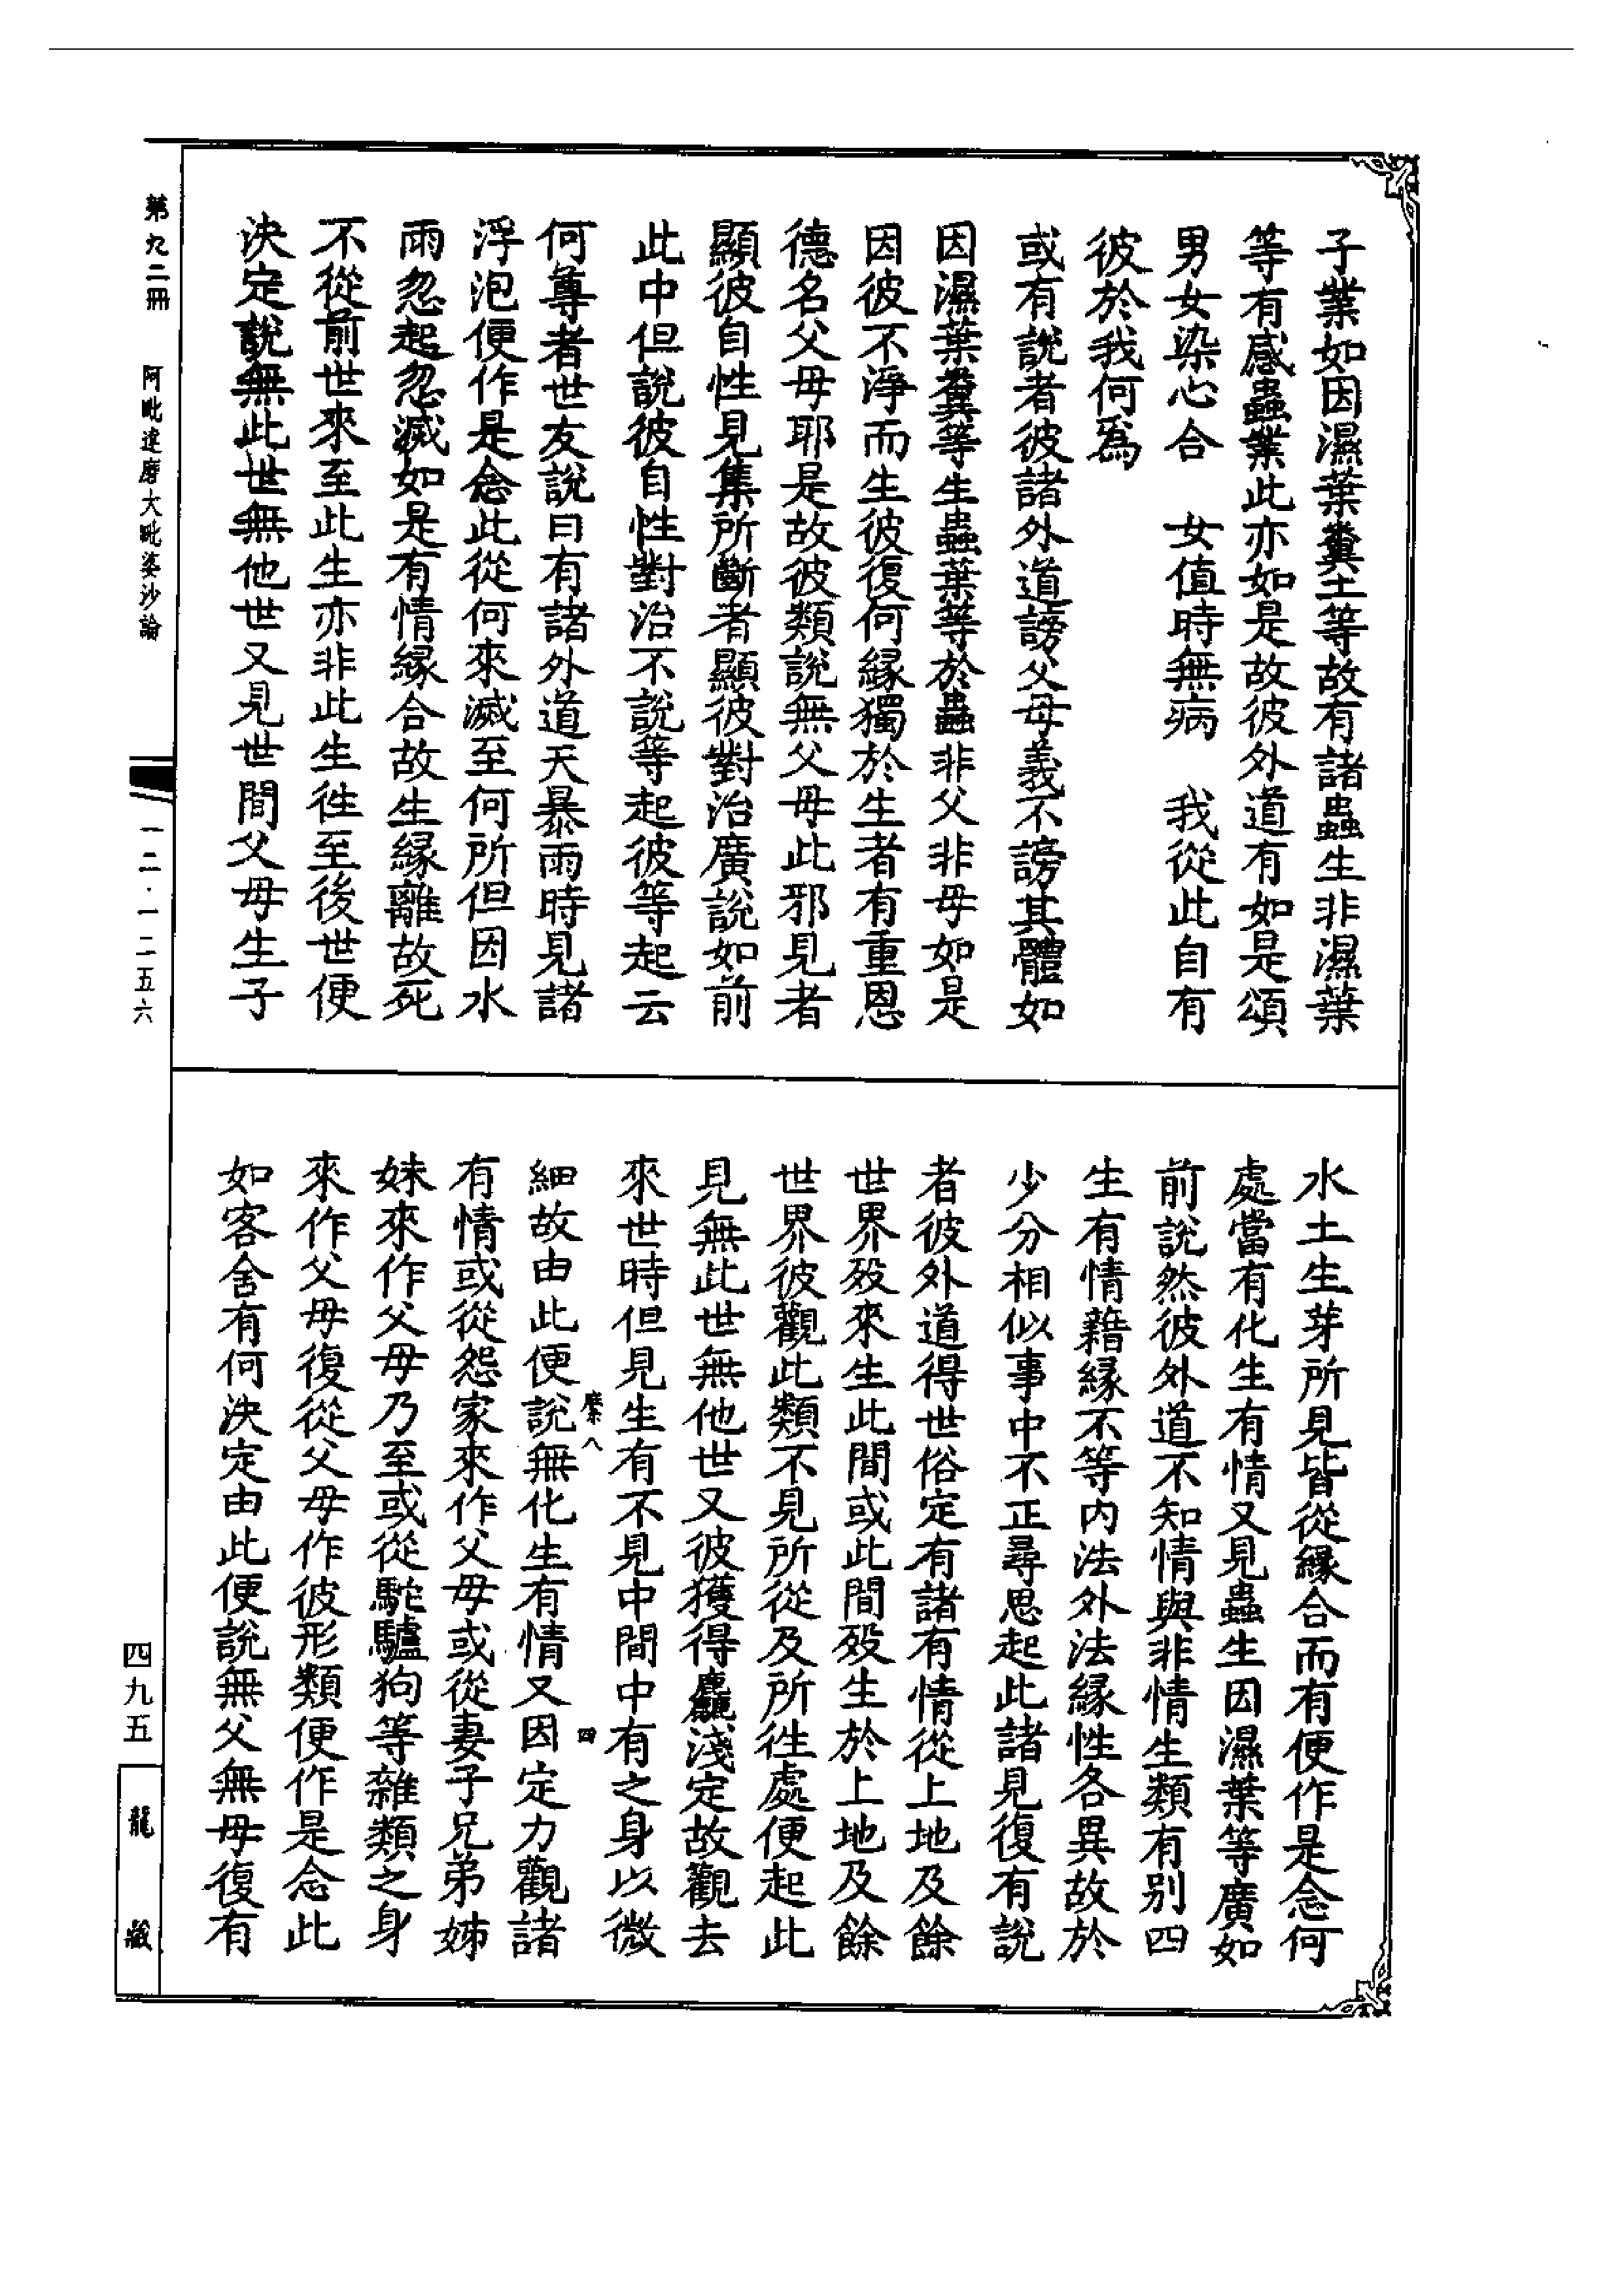 子業如因濕葉糞土等故有諸蟲生非濕葉
等有感蟲業此亦如是故彼外道有如是頌
男女染心合　女值時無病　我從此自有
彼於我何爲
或有說者彼諸外道謗父母義不謗其體如
因濕葉糞等生蟲葉等於蟲非父非母如是
因彼不淨而生彼復何緣獨於生者有重恩
德名父母耶是故彼類說無父母此邪見者
顯彼自性見集所斷者顯彼對治廣說如前
此中但說彼自性對治不說等起彼等起云
何尊者世友說曰有諸外道天暴雨時見諸
浮泡便作是念此從何來滅至何所但因水
雨忽起忽滅如是有情緣合故生緣離故死
不從前世來至此生亦非此生徃至後世便
決定說無此世無他世又見世間父母生子
第九二冊　阿毗達磨大毗婆沙論　一二·一二五六
水土生芽所見皆從緣合而有便作是念何
處當有化生有情又見蟲生因濕葉等廣如
前說然彼外道不知情與非情生類有別四
生有情藉緣不等內法外法緣性各異故於
少分相似事中不正尋思起此諸見復有說
者彼外道得世俗定有諸有情從上地及餘
世界歿來生此間或此間歿生於上地及餘
世界彼觀此類不見所從及所徃處便起此
見無此世無他世又彼獲得麤淺定故觀去
來世時但見生有不見中間中有之身以微
縻八　四
細故由此便說無化生有情又因定力觀諸
有情或從怨家來作父母或從妻子兄弟姊
妹來作父母乃至或從駝驢狗等雜類之身
來作父母復從父母作彼形類便作是念此
如客舍有何決定由此便說無父無母復有
四九五
龍藏